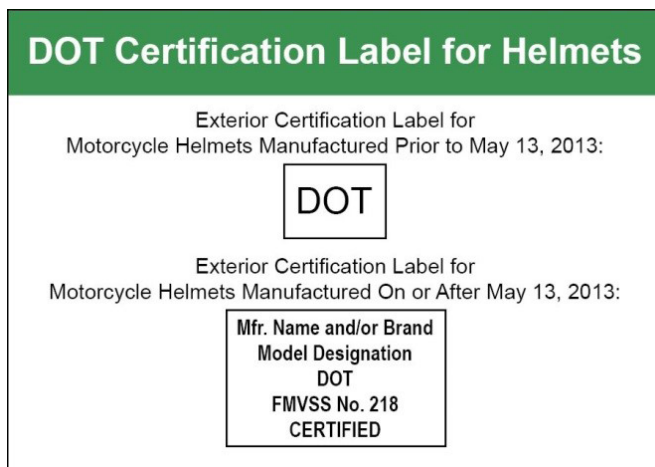 DOT Certification Label for Helmets
Exterior Certification Label for
Motorcycle Helmets Manufactured Prior to May 13, 2013:
DOT
Exterior Certification Label for
Motorcycle Helmets Manufactured On or After May 13, 2013:
Mfr. Name and/or Brand
Model Designation
DOT
FMVSS No. 218
CERTIFIED